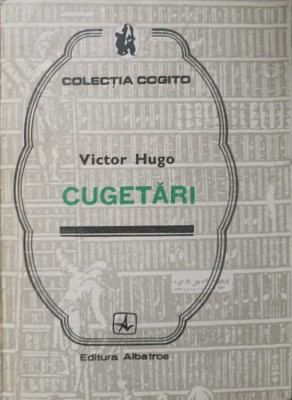 COLECȚIA COGITO
Victor Hugo
CUGETĂRI
Editura Albatros